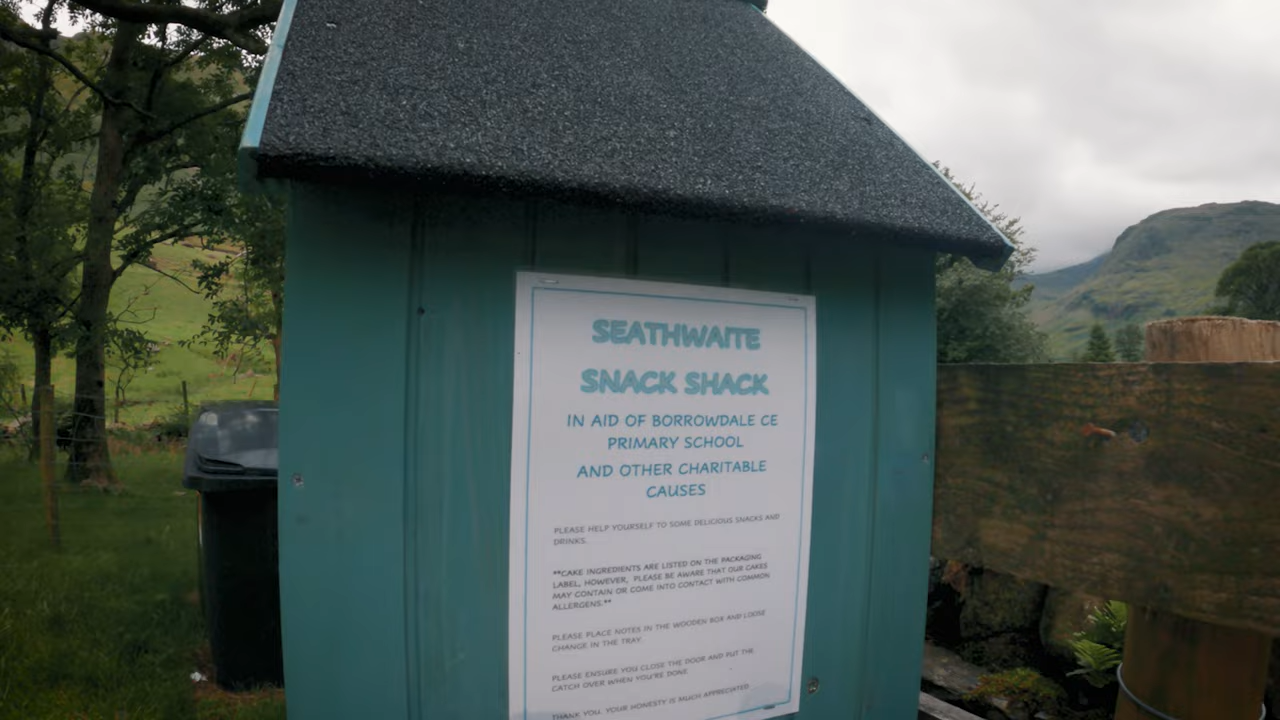 SEATHWAITE
SNACK SHACK
IN AID OF BORROWDALE CE
PRIMARY SCHOOL
AND OTHER CHARITABLE
CAUSES
PLEASE HELP YOURSELF TO SOME DELICIOUS SNACKS AND
DRINKS.
**CAKE INGREDIENTS ARE LISTED ON THE PACKAGING
LABEL, HOWEVER, PLEASE BE AWARE THAT OUR CAKES
MAY CONTAIN OR COME INTO CONTACT WITH COMMON
ALLERGENS.**
PLEASE PLACE NOTES IN THE WOODEN BOX AND LOOSE
CHANGE IN THE TRAY.
PLEASE ENSURE YOU CLOSE THE DOOR AND PUT THE
CATCH OVER WHEN YOU'RE DONE.
THANK YOU. YOUR HONESTY IS MUCH APPRECIATED